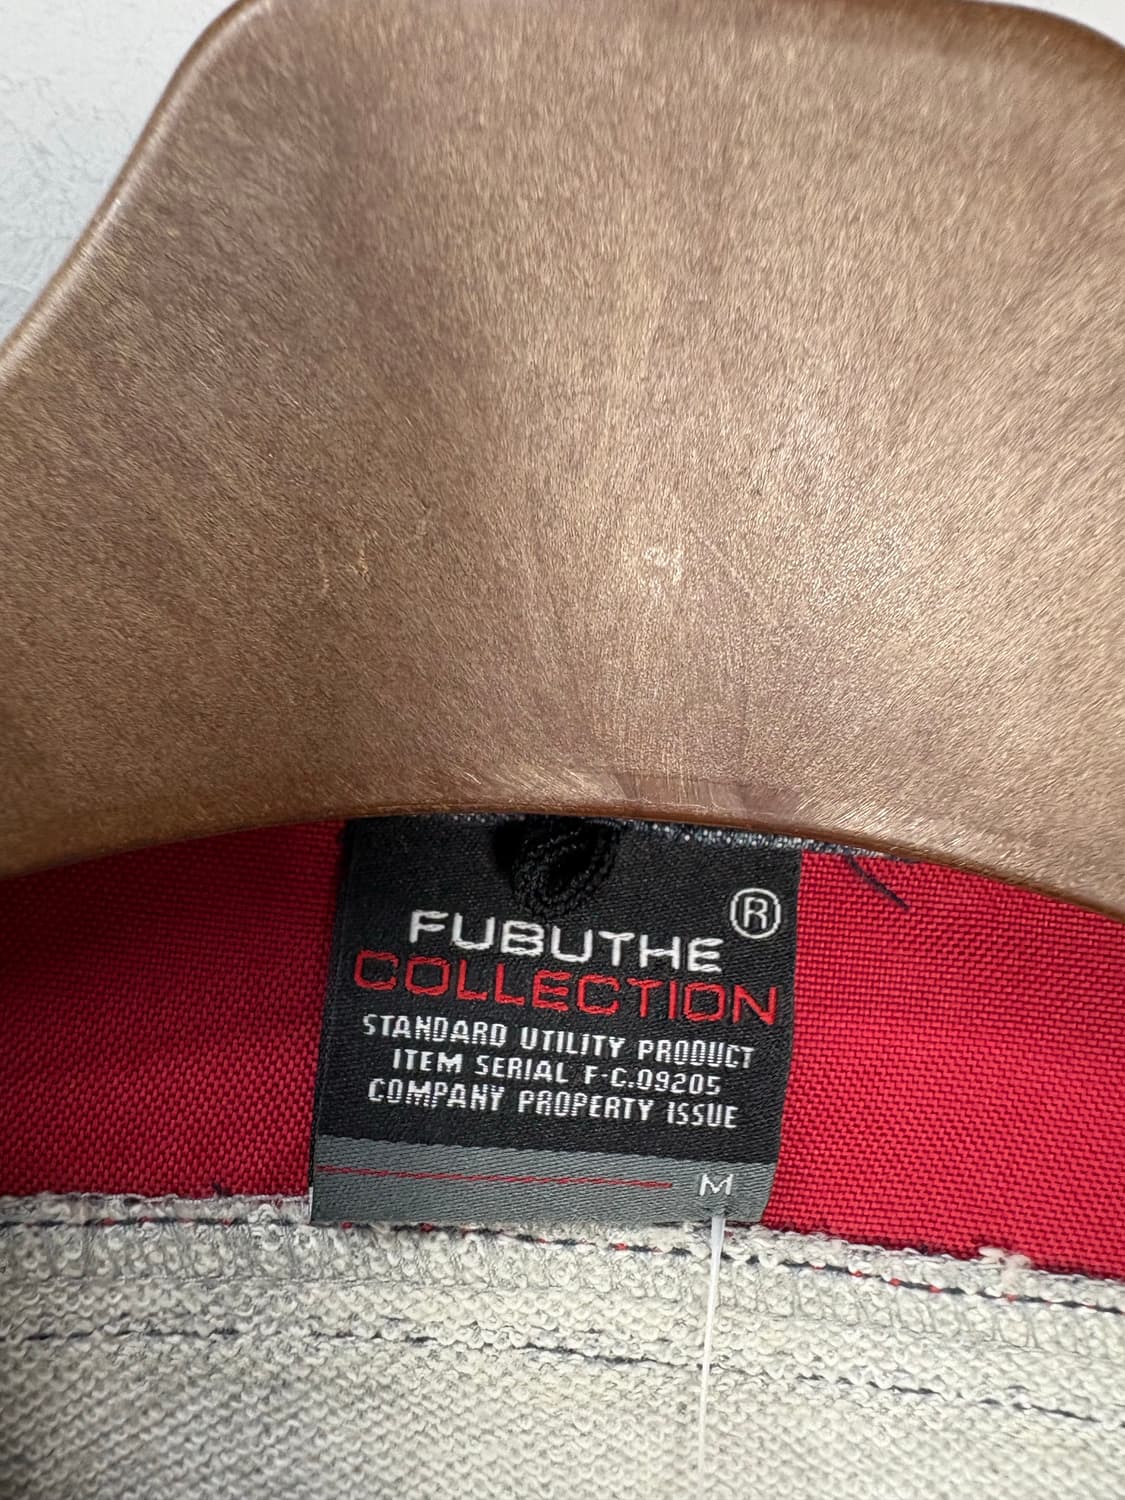 FUBUTHE ®
COLLECTION
STANDARD UTILITY PRODUCT
ITEM SERIAL F-C.09205
COMPANY PROPERTY ISSUE
M